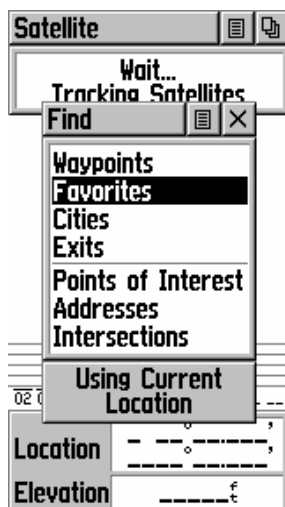 Satellite
Wait...
Tracking Satellites
Find
Waypoints
Favorites
Cities
Exits
Points of Interest
Addresses
Intersections
Using Current
Location
02
Location
Elevation